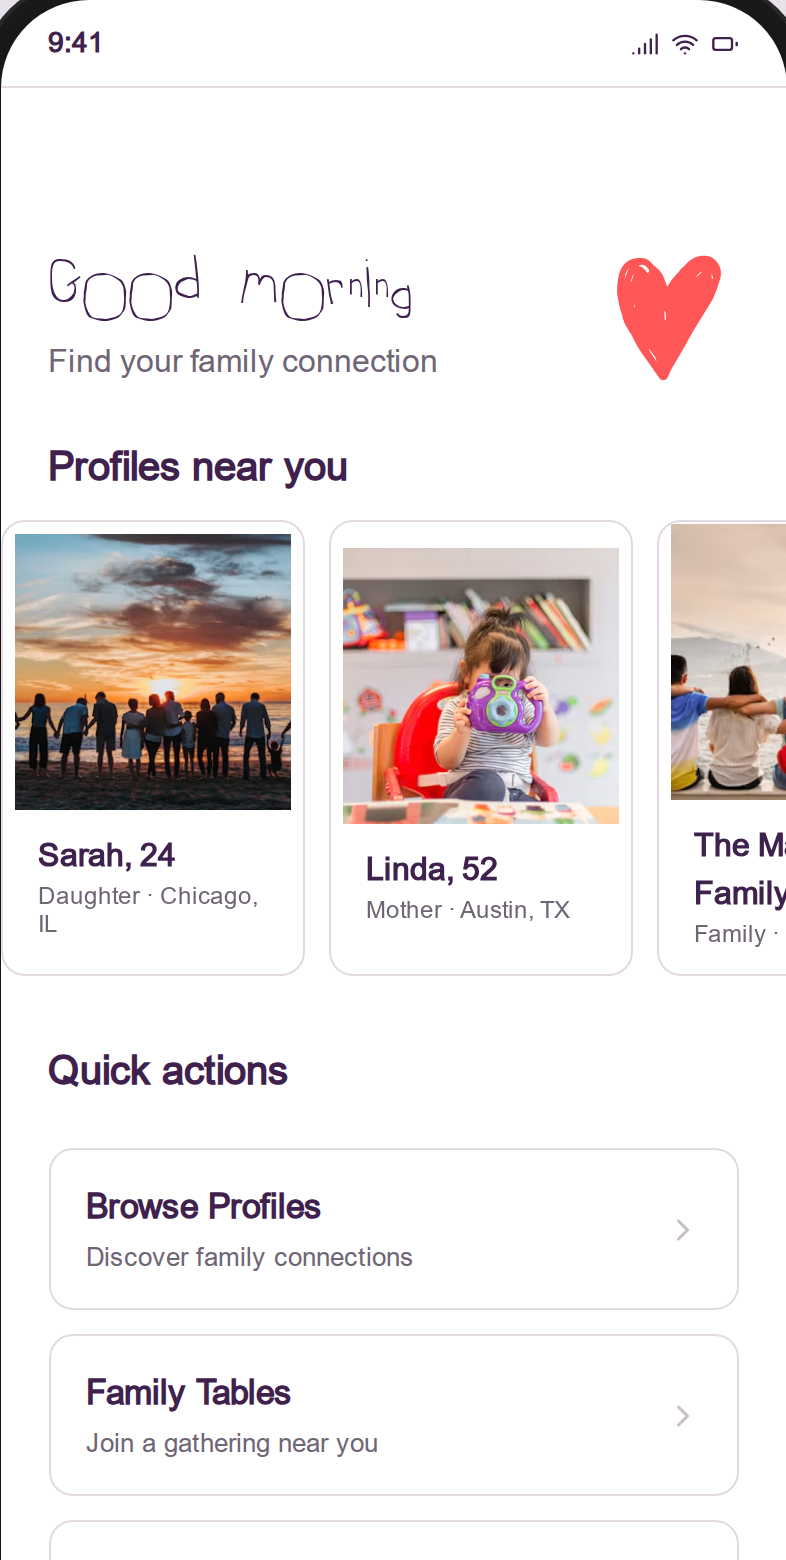 9:41
Good morning
Find your family connection
Profiles near you
Sarah, 24
Daughter · Chicago,
IL
Linda, 52
Mother · Austin, TX
The
Family
Family ·
Quick actions
Browse Profiles
Discover family connections
Family Tables
Join a gathering near you